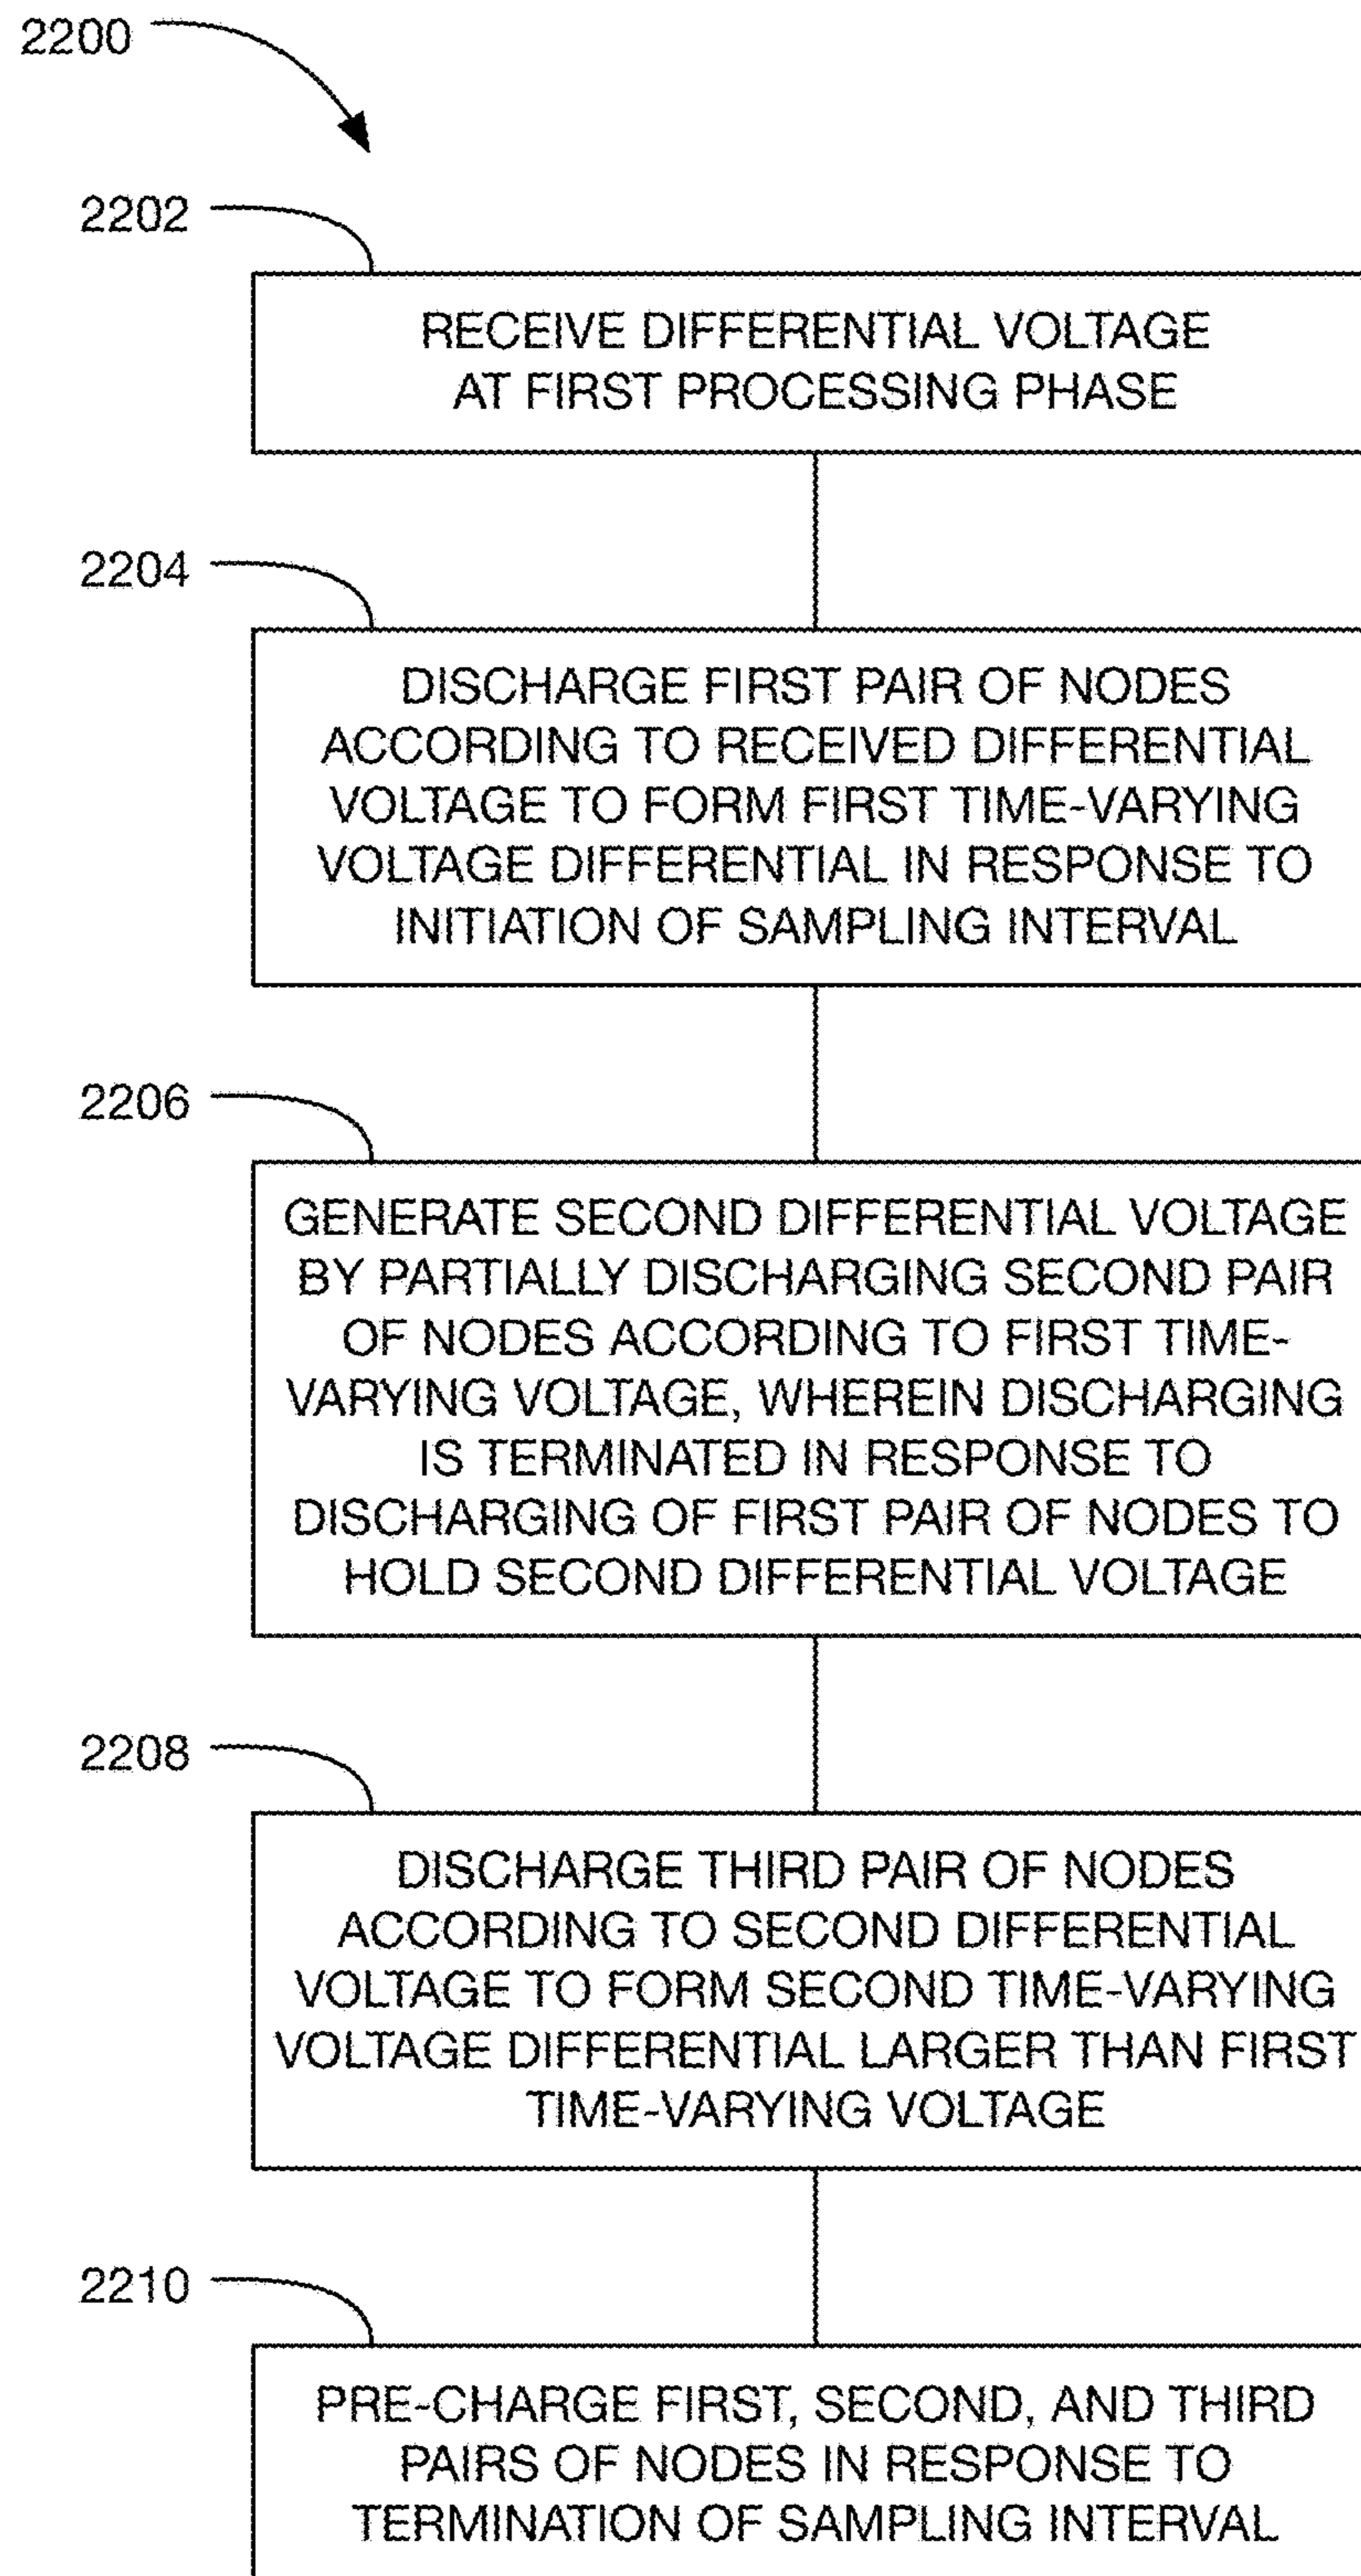 2200
2202
RECEIVE DIFFERENTIAL VOLTAGE
AT FIRST PROCESSING PHASE
2204
DISCHARGE FIRST PAIR OF NODES
ACCORDING TO RECEIVED DIFFERENTIAL
VOLTAGE TO FORM FIRST TIME-VARYING
VOLTAGE DIFFERENTIAL IN RESPONSE TO
INITIATION OF SAMPLING INTERVAL
2206
GENERATE SECOND DIFFERENTIAL VOLTAGE
BY PARTIALLY DISCHARGING SECOND PAIR
OF NODES ACCORDING TO FIRST TIME-
VARYING VOLTAGE, WHEREIN DISCHARGING
IS TERMINATED IN RESPONSE TO
DISCHARGING OF FIRST PAIR OF NODES TO
HOLD SECOND DIFFERENTIAL VOLTAGE
2208
DISCHARGE THIRD PAIR OF NODES
ACCORDING TO SECOND DIFFERENTIAL
VOLTAGE TO FORM SECOND TIME-VARYING
VOLTAGE DIFFERENTIAL LARGER THAN FIRST
TIME-VARYING VOLTAGE
2210
PRE-CHARGE FIRST, SECOND, AND THIRD
PAIRS OF NODES IN RESPONSE TO
TERMINATION OF SAMPLING INTERVAL